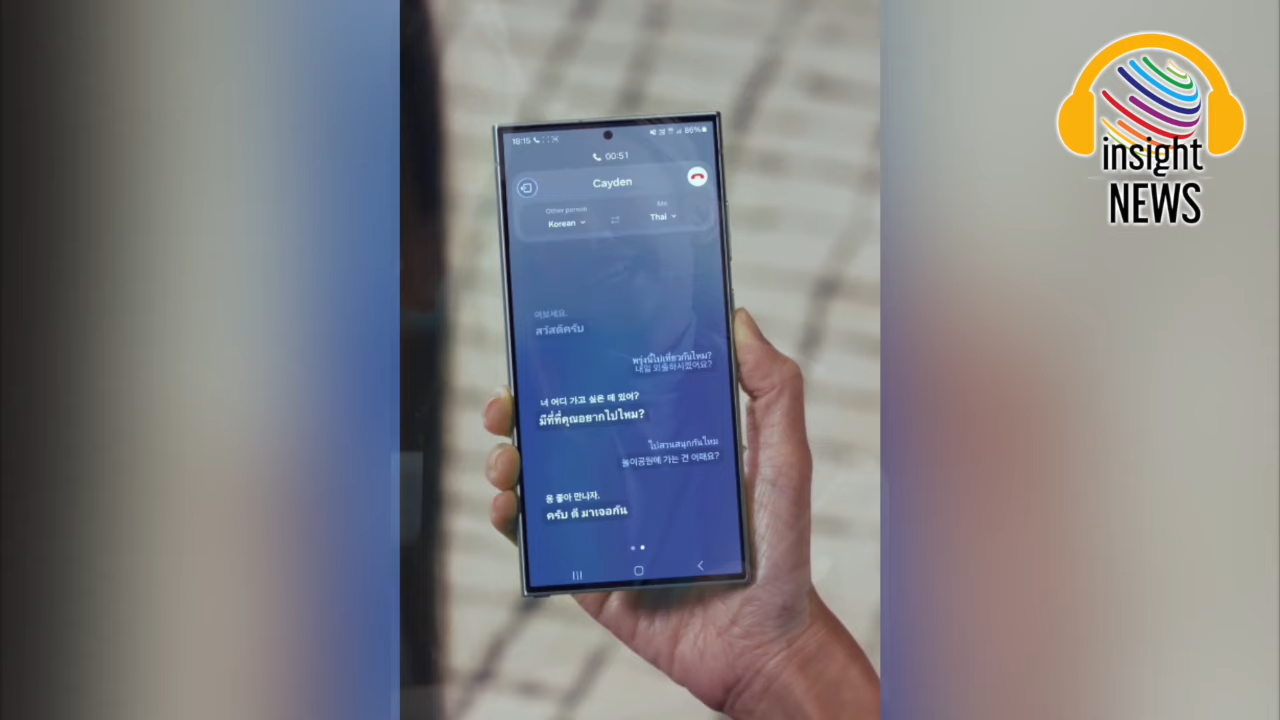 18:15
86%
00:51
Cayden
Other person
Me
Korean
Thai
여보세요.
สวัสดีครับ
พรุ่งนี้ไปเที่ยวกันไหม?
내일 외출하시겠어요?
너 어디 가고 싶은 데 있어?
มีที่ที่คุณอยากไปไหม?
ไปสวนสนุกกันไหม
놀이공원에 가는 건 어때요?
응 좋아 만나자.
ครับ ดี มาเจอกัน
insight
NEWS